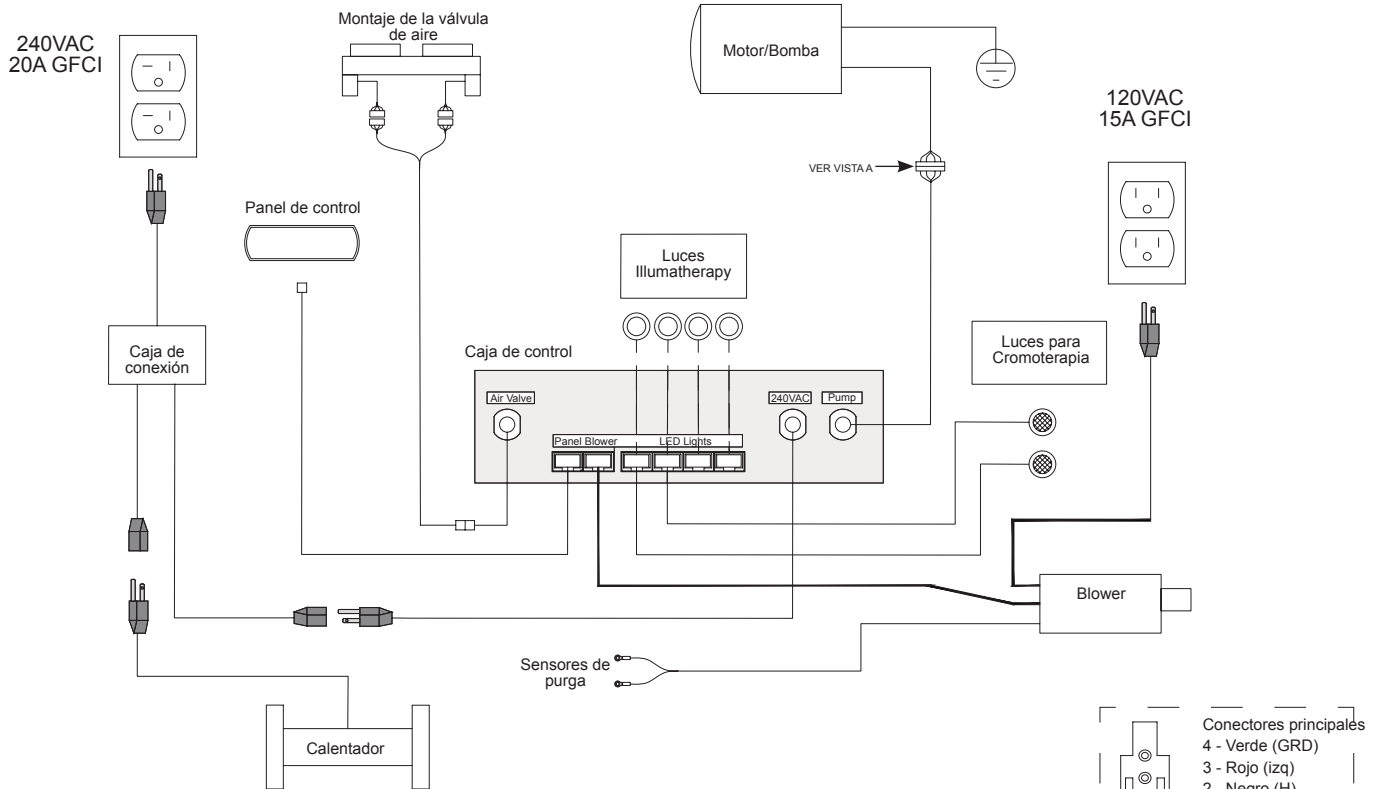 240VAC
20A GFCI
Montaje de la válvula
de aire
Motor/Bomba
120VAC
15A GFCI
VER VISTA A
Panel de control
Luces
Illumatherapy
Luces para
Cromoterapia
Caja de
conexión
Caja de control
Air Valve
240VAC
Pump
Panel Blower
LED Lights
Blower
Sensores de
purga
Calentador
Conectores principales
4 - Verde (GRD)
3 - Rojo (izq)
2 - Negro (H)